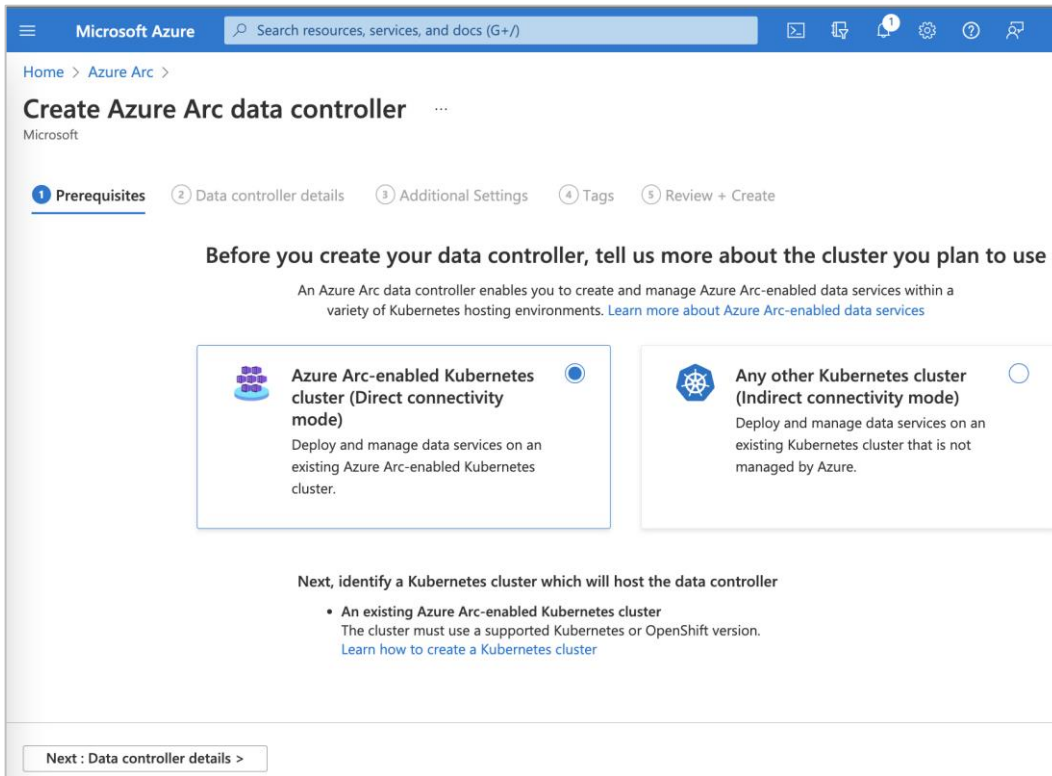 Microsoft Azure
Search resources, services, and docs (G+/)
1
Home > Azure Arc >
Create Azure Arc data controller ...
Microsoft
1 Prerequisites 2 Data controller details 3 Additional Settings 4 Tags 5 Review + Create
Before you create your data controller, tell us more about the cluster you plan to use
An Azure Arc data controller enables you to create and manage Azure Arc-enabled data services within a
variety of Kubernetes hosting environments. Learn more about Azure Arc-enabled data services
Azure Arc-enabled Kubernetes
cluster (Direct connectivity
mode)
Deploy and manage data services on an
existing Azure Arc-enabled Kubernetes
cluster.
Any other Kubernetes cluster
(Indirect connectivity mode)
Deploy and manage data services on an
existing Kubernetes cluster that is not
managed by Azure.
Next, identify a Kubernetes cluster which will host the data controller
• An existing Azure Arc-enabled Kubernetes cluster
The cluster must use a supported Kubernetes or OpenShift version.
Learn how to create a Kubernetes cluster
Next : Data controller details >